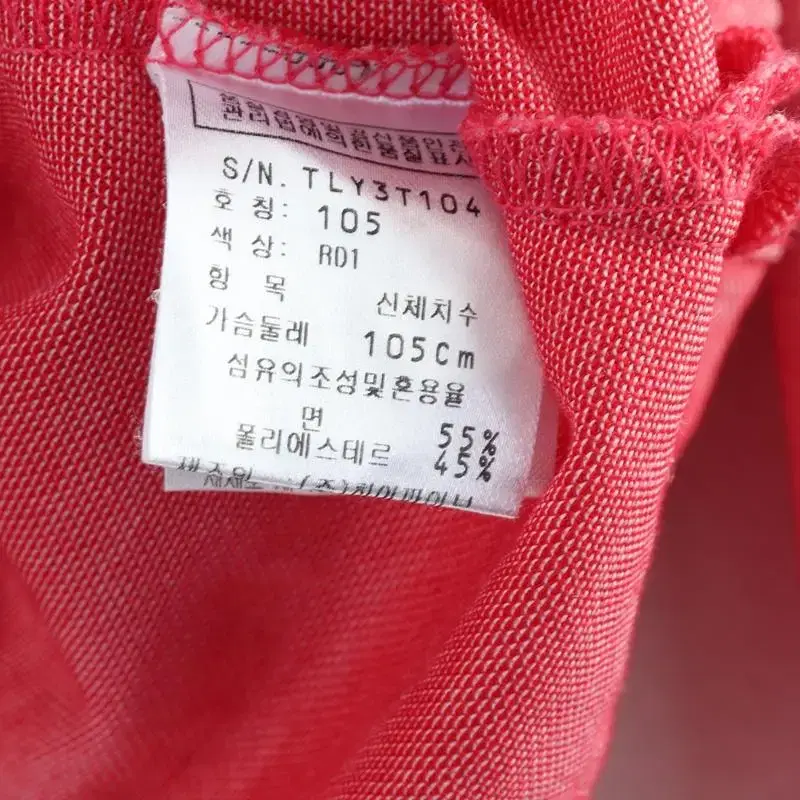 S/N. TLY3T104
호 칭: 105
색 상: RD1
항 목 신체치수
가슴둘레 105Cm
섬유의조성및혼용율
면 55%
폴리에스테르 45%